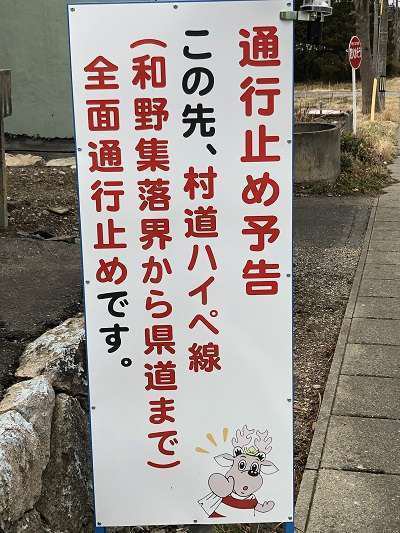 通行止め予告
この先、村道ハイペ線
(和野集落界から県道まで)
全面通行止めです。